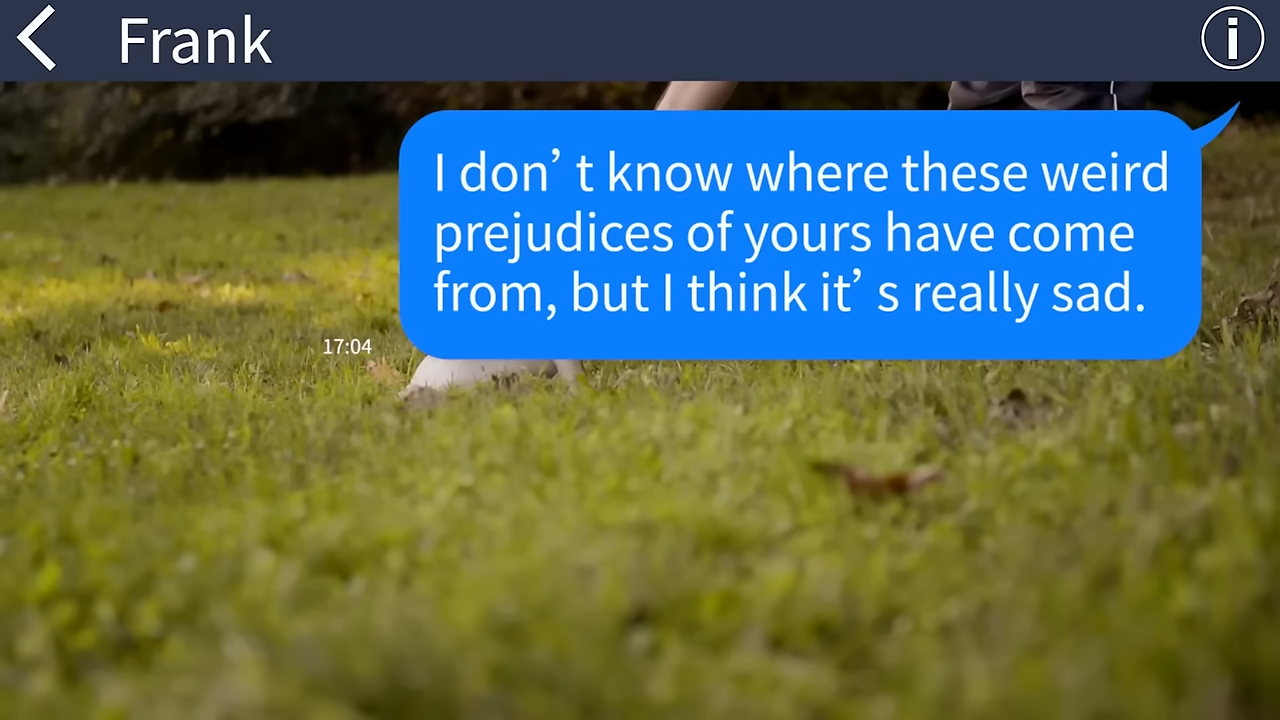 Frank
I don’t know where these weird
prejudices of yours have come
from, but I think it’s really sad.
17:04